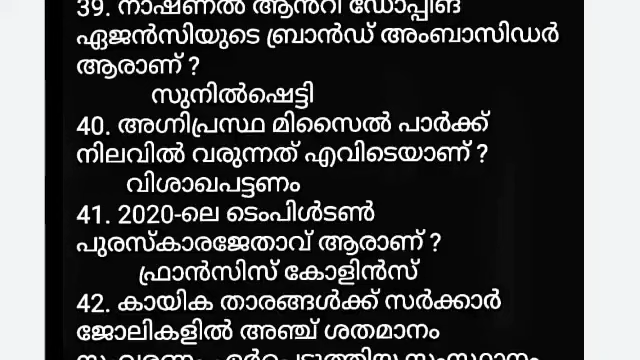 39. നാഷണൽ ആൻറി ഡോപ്പിങ്
ഏജൻസിയുടെ ബ്രാൻഡ് അംബാസിഡർ
ആരാണ് ?
സുനിൽഷെട്ടി
40. അഗ്നിപ്രസ്ഥ മിസൈൽ പാർക്ക്
നിലവിൽ വരുന്നത് എവിടെയാണ് ?
വിശാഖപട്ടണം
41. 2020-ലെ ടെംപിൾടൺ
പുരസ്കാരജേതാവ് ആരാണ് ?
ഫ്രാൻസിസ് കോളിൻസ്
42. കായിക താരങ്ങൾക്ക് സർക്കാർ
ജോലികളിൽ അഞ്ച് ശതമാനം